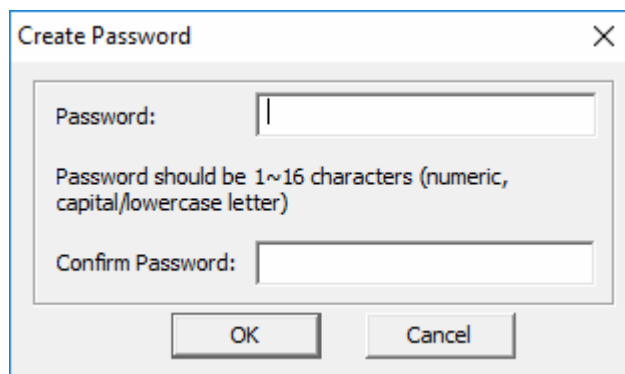 Create Password
Password:
Password should be 1~16 characters (numeric,
capital/lowercase letter)
Confirm Password:
OK
Cancel